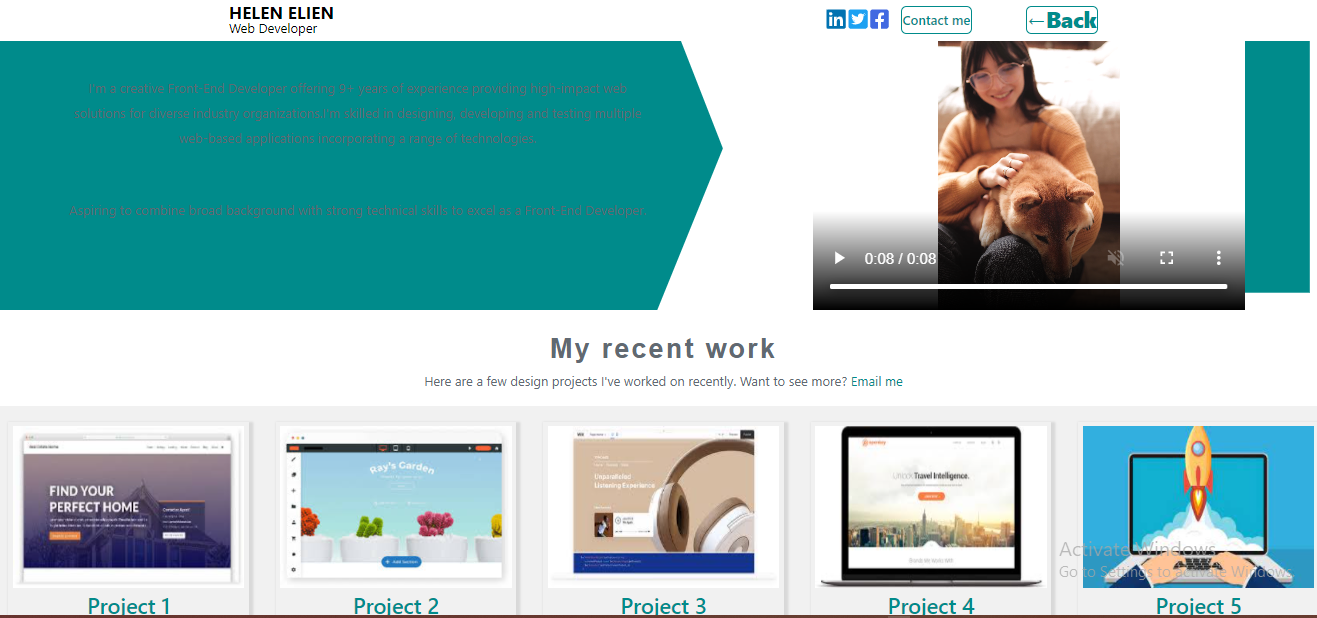 HELEN ELIEN
Web Developer
Contact me
←Back
I'm a creative Front-End Developer offering 9+ years of experience providing high-impact web
solutions for diverse industry organizations I'm skilled in designing, developing and testing multiple
web-based applications incorporating a range of technologies.
Aspiring to combine broad background with strong technical skills to excel as a Front-End Developer.
0:08 / 0:08
My recent work
Here are a few design projects I've worked on recently. Want to see more? Email me
FIND YOUR
PERFECT HOME
Ray's Garden
+ Add Section
Unparalleled
Listening Experience
Unlock Travel Intelligence.
Activate Windows
Go to Settings to activate Windows.
Project 1
Project 2
Project 3
Project 4
Project 5